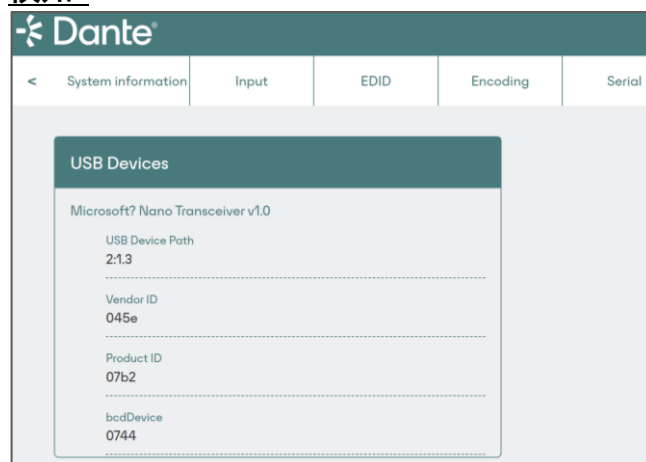 Dante®
< System information Input EDID Encoding Serial
USB Devices
Microsoft? Nano Transceiver v1.0
USB Device Path
2:1.3
Vendor ID
045e
Product ID
07b2
bcdDevice
0744